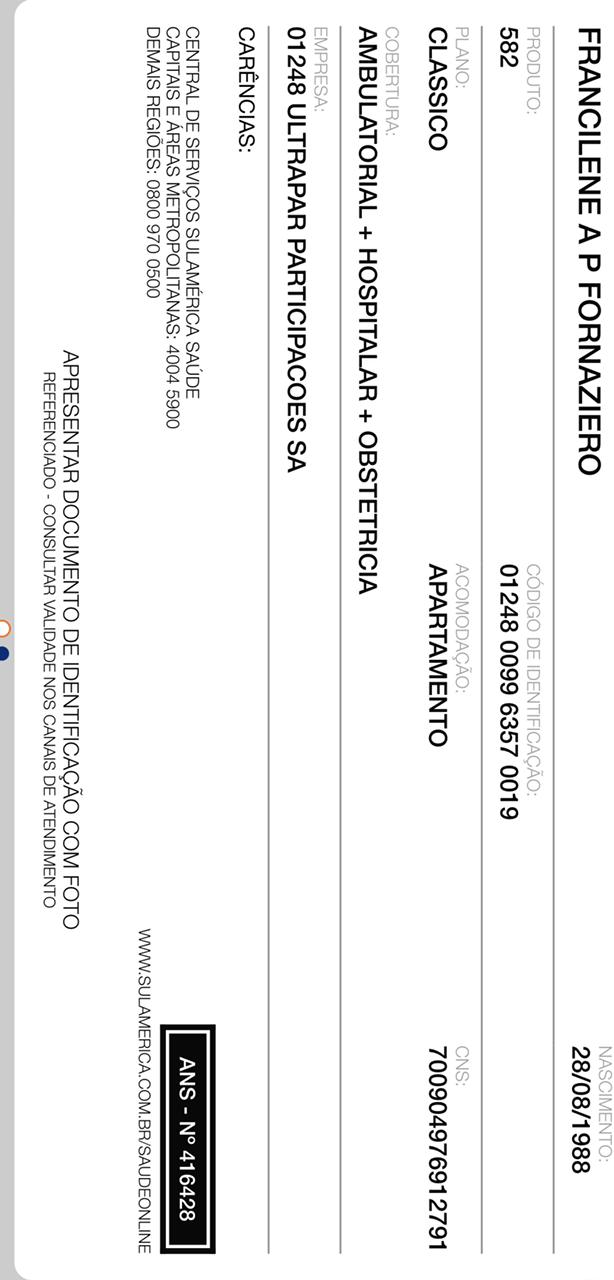 NASCIMENTO:
FRANCILENE A P FORNAZIERO 28/08/1988
PRODUTO: CÓDIGO DE IDENTIFICAÇÃO:
582 01248 0099 6357 0019
PLANO: ACOMODAÇÃO: CNS:
CLASSICO APARTAMENTO 700904976912791
COBERTURA:
AMBULATORIAL + HOSPITALAR + OBSTETRICIA
EMPRESA:
01248 ULTRAPAR PARTICIPACOES SA
CARÊNCIAS:
CENTRAL DE SERVIÇOS SULAMÉRICA SAÚDE
CAPITAIS E ÁREAS METROPOLITANAS: 4004 5900
DEMAIS REGIÕES: 0800 970 0500
ANS - Nº 416428
WWW.SULAMERICA.COM.BR/SAUDEONLINE
APRESENTAR DOCUMENTO DE IDENTIFICAÇÃO COM FOTO
REFERENCIADO - CONSULTAR VALIDADE NOS CANAIS DE ATENDIMENTO